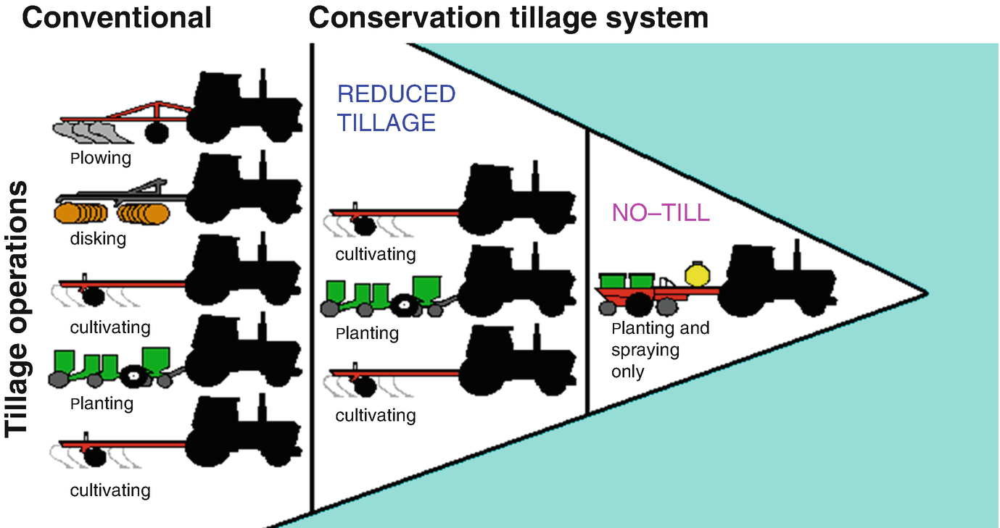 Conventional
Conservation tillage system
Tillage operations
Plowing
disking
cultivating
Planting
cultivating
REDUCED
TILLAGE
cultivating
Planting
cultivating
NO–TILL
Planting and
spraying
only